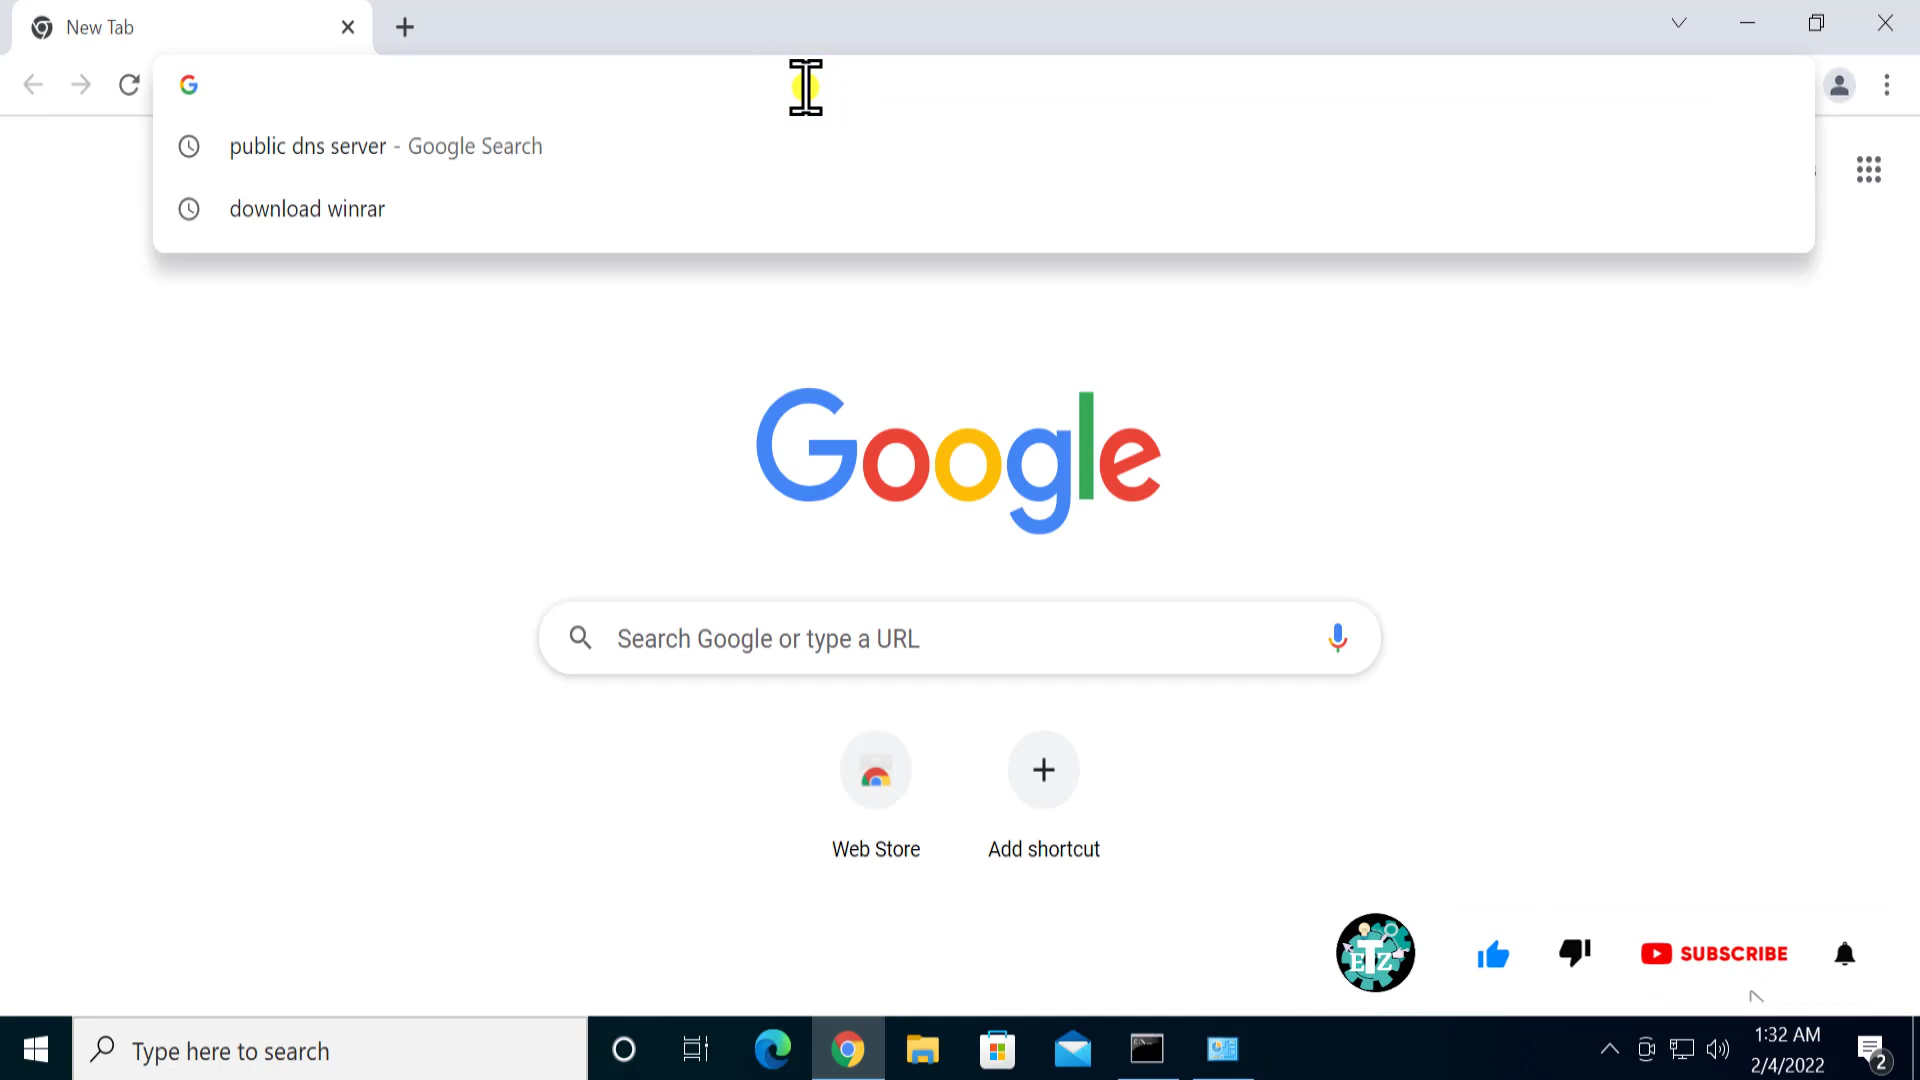 New Tab
public dns server - Google Search
download winrar
Google
Search Google or type a URL
Web Store
Add shortcut
ETZ
SUBSCRIBE
Type here to search
1:32 AM
2/4/2022
2